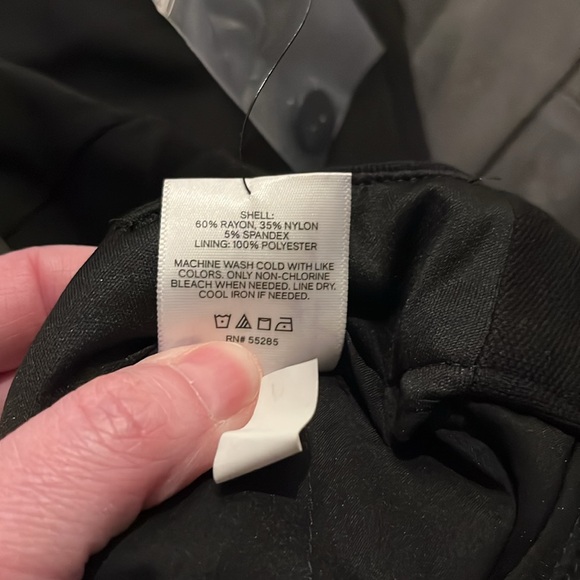 SHELL:
60% RAYON, 35% NYLON
5% SPANDEX
LINING: 100% POLYESTER
MACHINE WASH COLD WITH LIKE
COLORS. ONLY NON-CHLORINE
BLEACH WHEN NEEDED. LINE DRY.
COOL IRON IF NEEDED.
RN# 55285